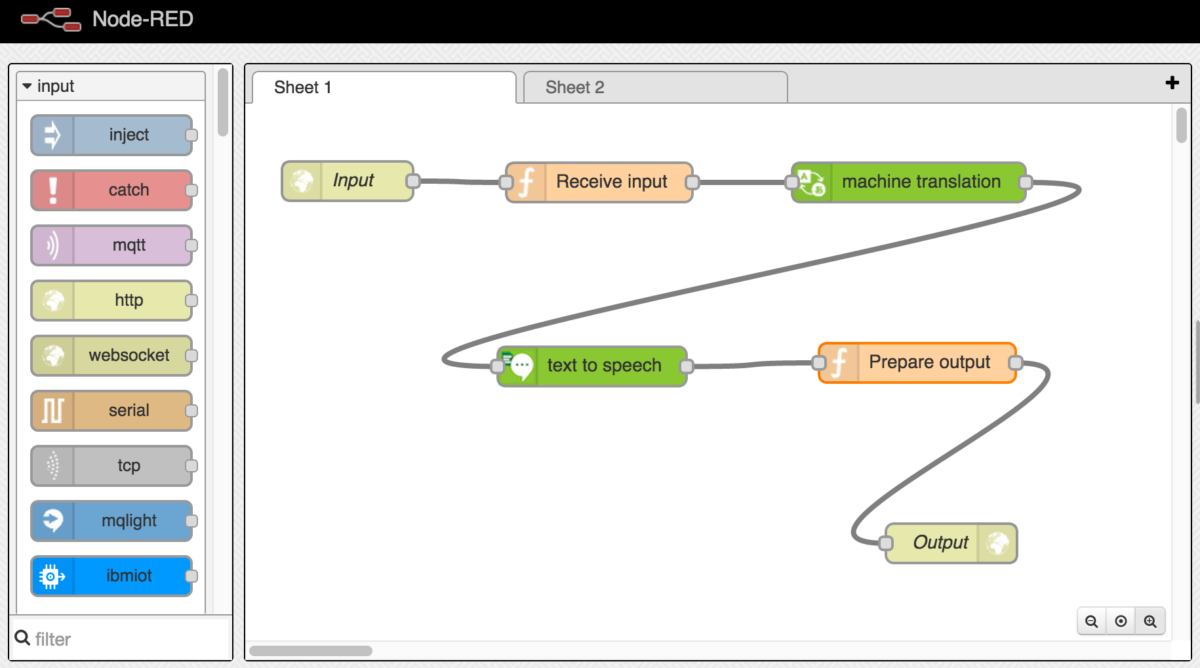 Node-RED
input
inject
catch
mqtt
http
websocket
serial
tcp
mqlight
ibmiot
filter
Sheet 1
Sheet 2
Input
Receive input
machine translation
text to speech
Prepare output
Output